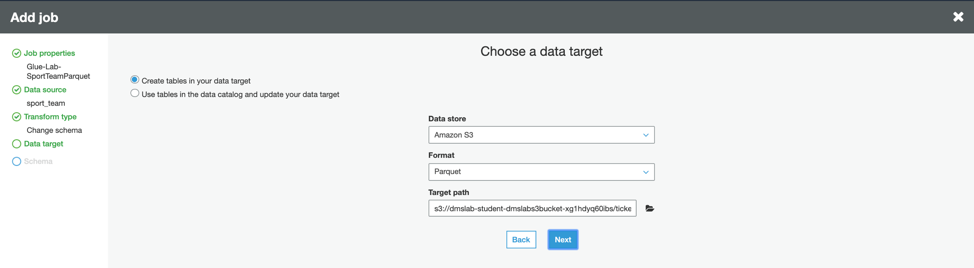 Add job
Job properties
Glue-Lab-
SportTeamParquet
Data source
sport_team
Transform type
Change schema
Data target
Schema
Choose a data target
Create tables in your data target
Use tables in the data catalog and update your data target
Data store
Amazon S3
Format
Parquet
Target path
s3://dmslab-student-dmslabs3bucket-xg1hdyq60ibs/ticke
Back Next